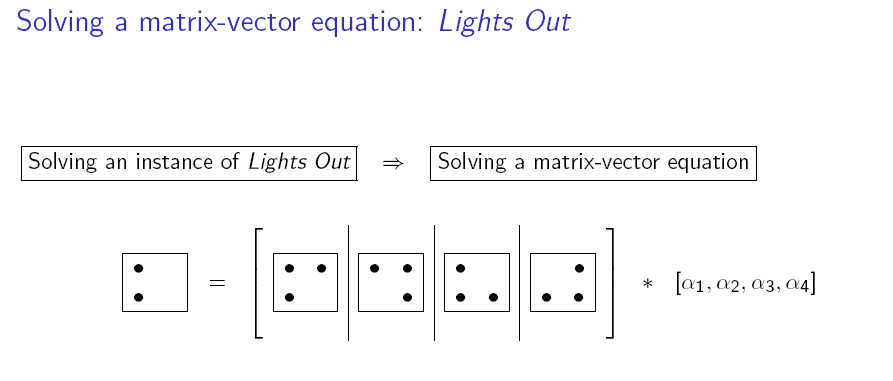 Solving a matrix-vector equation: Lights Out
Solving an instance of Lights Out ⇒ Solving a matrix-vector equation
= * [α1, α2, α3, α4]